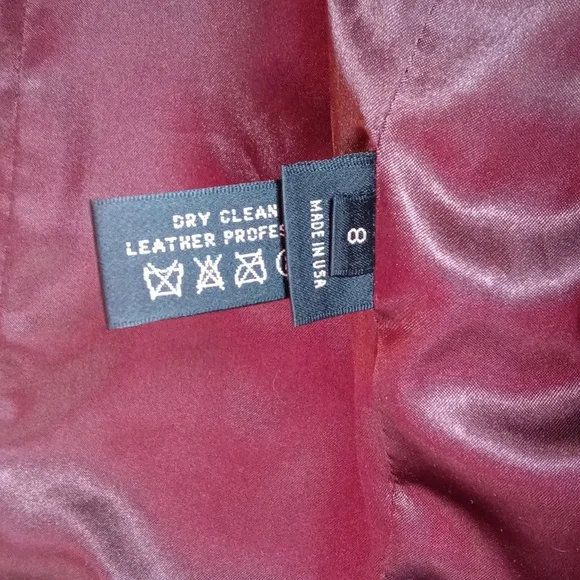 DRY CLEAN
LEATHER PROFES
MADE IN USA
8